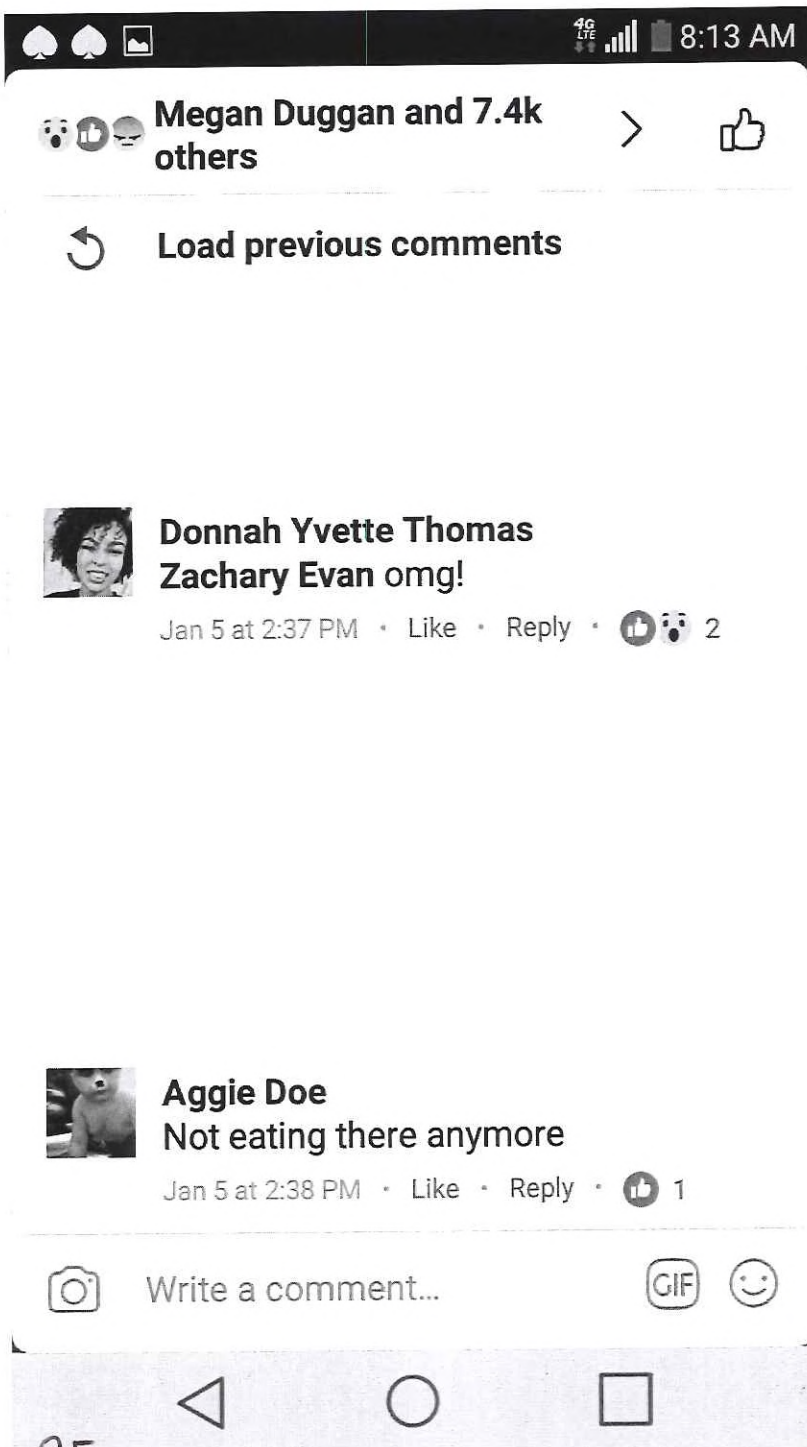 4G LTE 8:13 AM
Megan Duggan and 7.4k
others
Load previous comments
Donnah Yvette Thomas
Zachary Evan omg!
Jan 5 at 2:37 PM · Like · Reply · 2
Aggie Doe
Not eating there anymore
Jan 5 at 2:38 PM · Like · Reply · 1
Write a comment... GIF